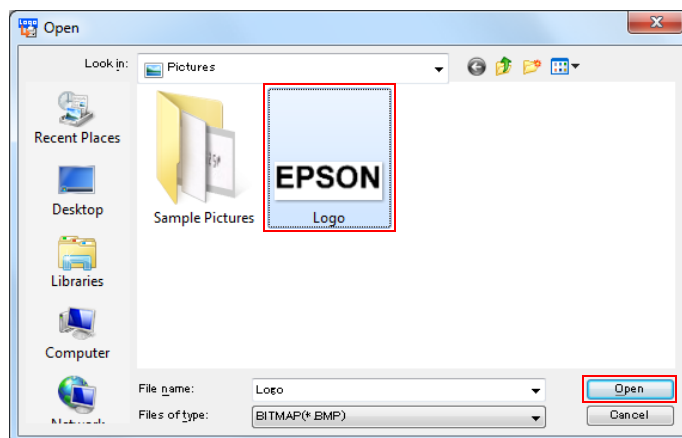 Logo
Open
Look in:
Pictures
Recent Places
Desktop
Libraries
Computer
EPSON
Sample Pictures
Logo
File name:
Logo
Open
Files of type:
BITMAP(*.BMP)
Cancel